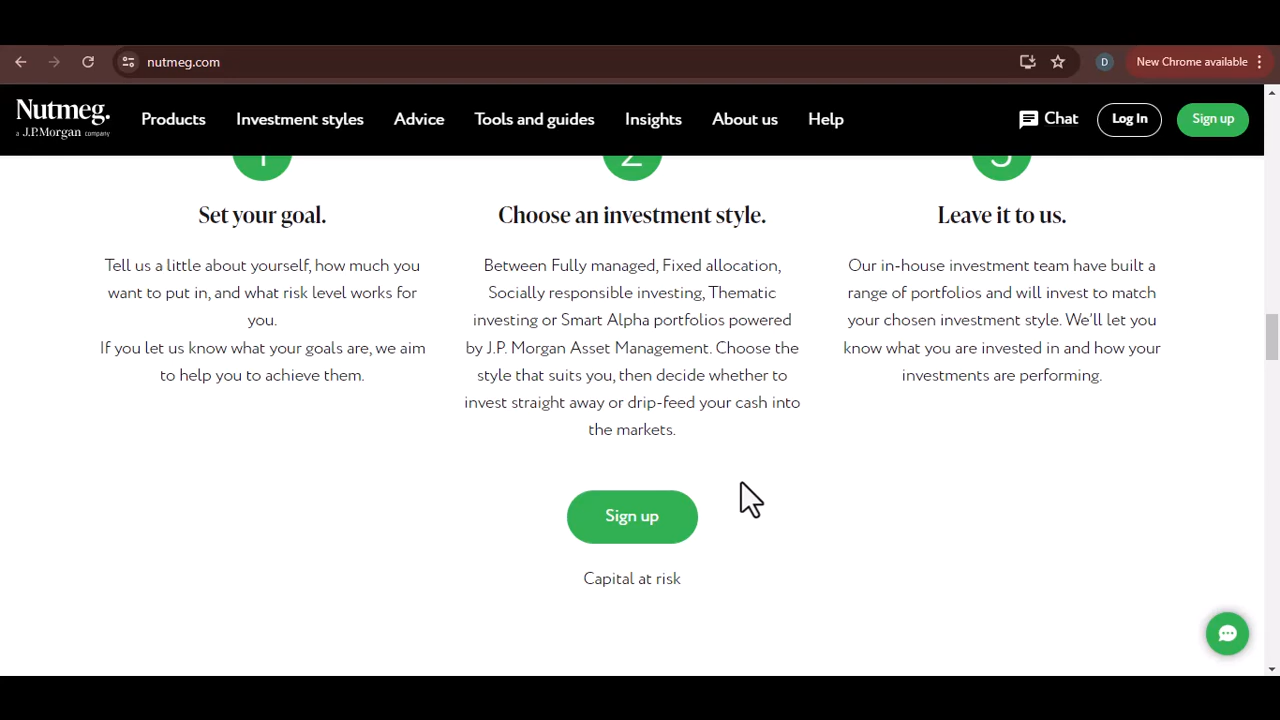 nutmeg.com
D
New Chrome available
Nutmeg.
a J.P.Morgan company
Products
Investment styles
Advice
Tools and guides
Insights
About us
Help
Chat
Log In
Sign up
1
2
3
Set your goal.
Choose an investment style.
Leave it to us.
Tell us a little about yourself, how much you
want to put in, and what risk level works for
you.
If you let us know what your goals are, we aim
to help you to achieve them.
Between Fully managed, Fixed allocation,
Socially responsible investing, Thematic
investing or Smart Alpha portfolios powered
by J.P. Morgan Asset Management. Choose the
style that suits you, then decide whether to
invest straight away or drip-feed your cash into
the markets.
Our in-house investment team have built a
range of portfolios and will invest to match
your chosen investment style. We'll let you
know what you are invested in and how your
investments are performing.
Sign up
Capital at risk